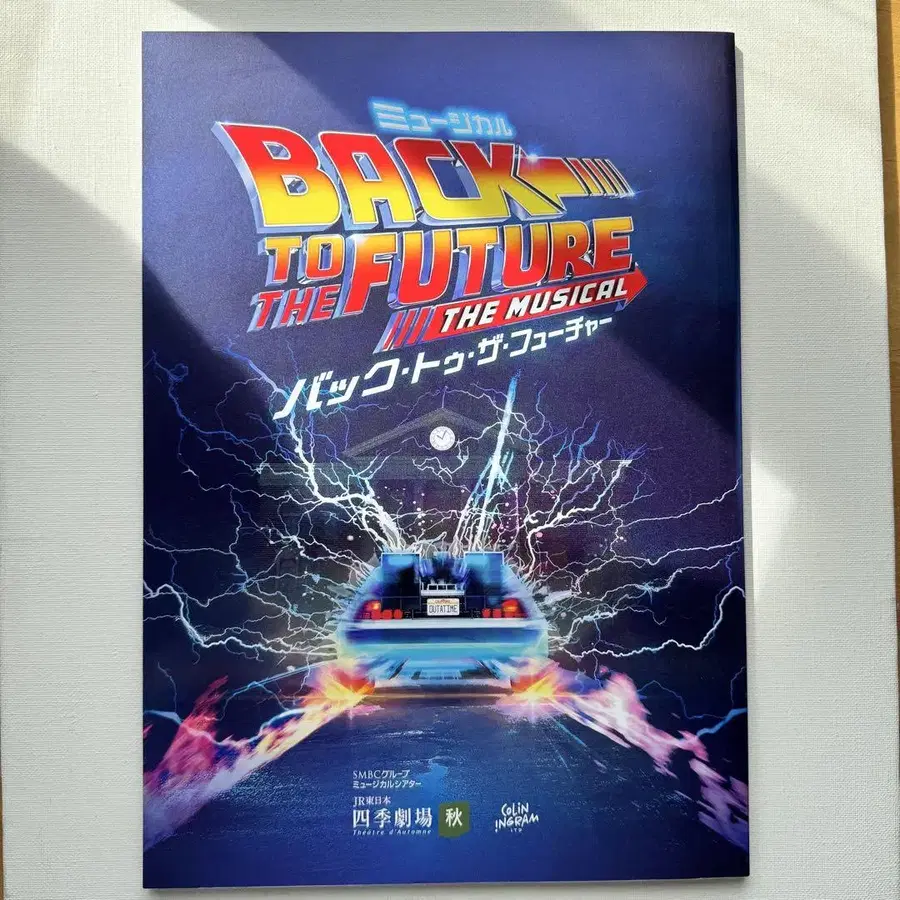 ミュージカル
BACK
TO
THE FUTURE
THE MUSICAL
バック・トゥ・ザ・フューチャー
OUTATIME
SMBCグループ
ミュージカルシアター
JR東日本
四季劇場 秋
Théâtre d'Automne
COLIN
INGRAM
LTD